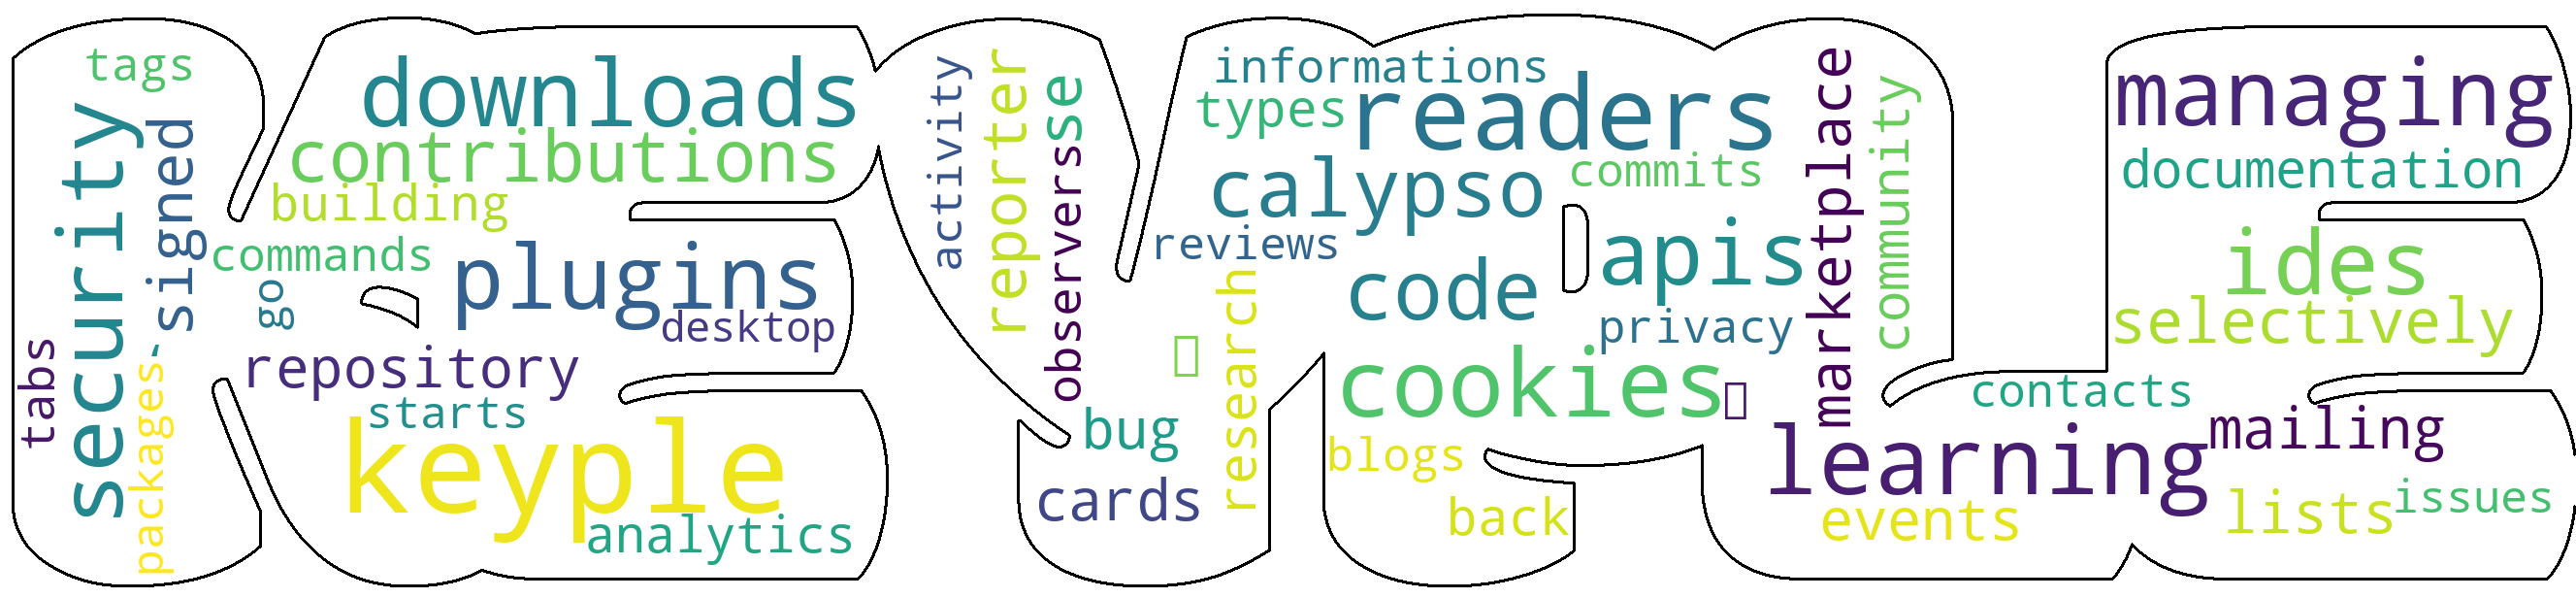 tags
security
signed
tabs
packages-
downloads
contributions
building
commands
go
plugins
desktop
repository
starts
keyple
analytics
activity
reporter
observersse
informations
types
readers
calypso
commits
reviews
code
apis
privacy
research
cookies
bug
cards
blogs
back
marketplace
community
managing
documentation
ides
selectively
contacts
learning
mailing
events
lists
issues